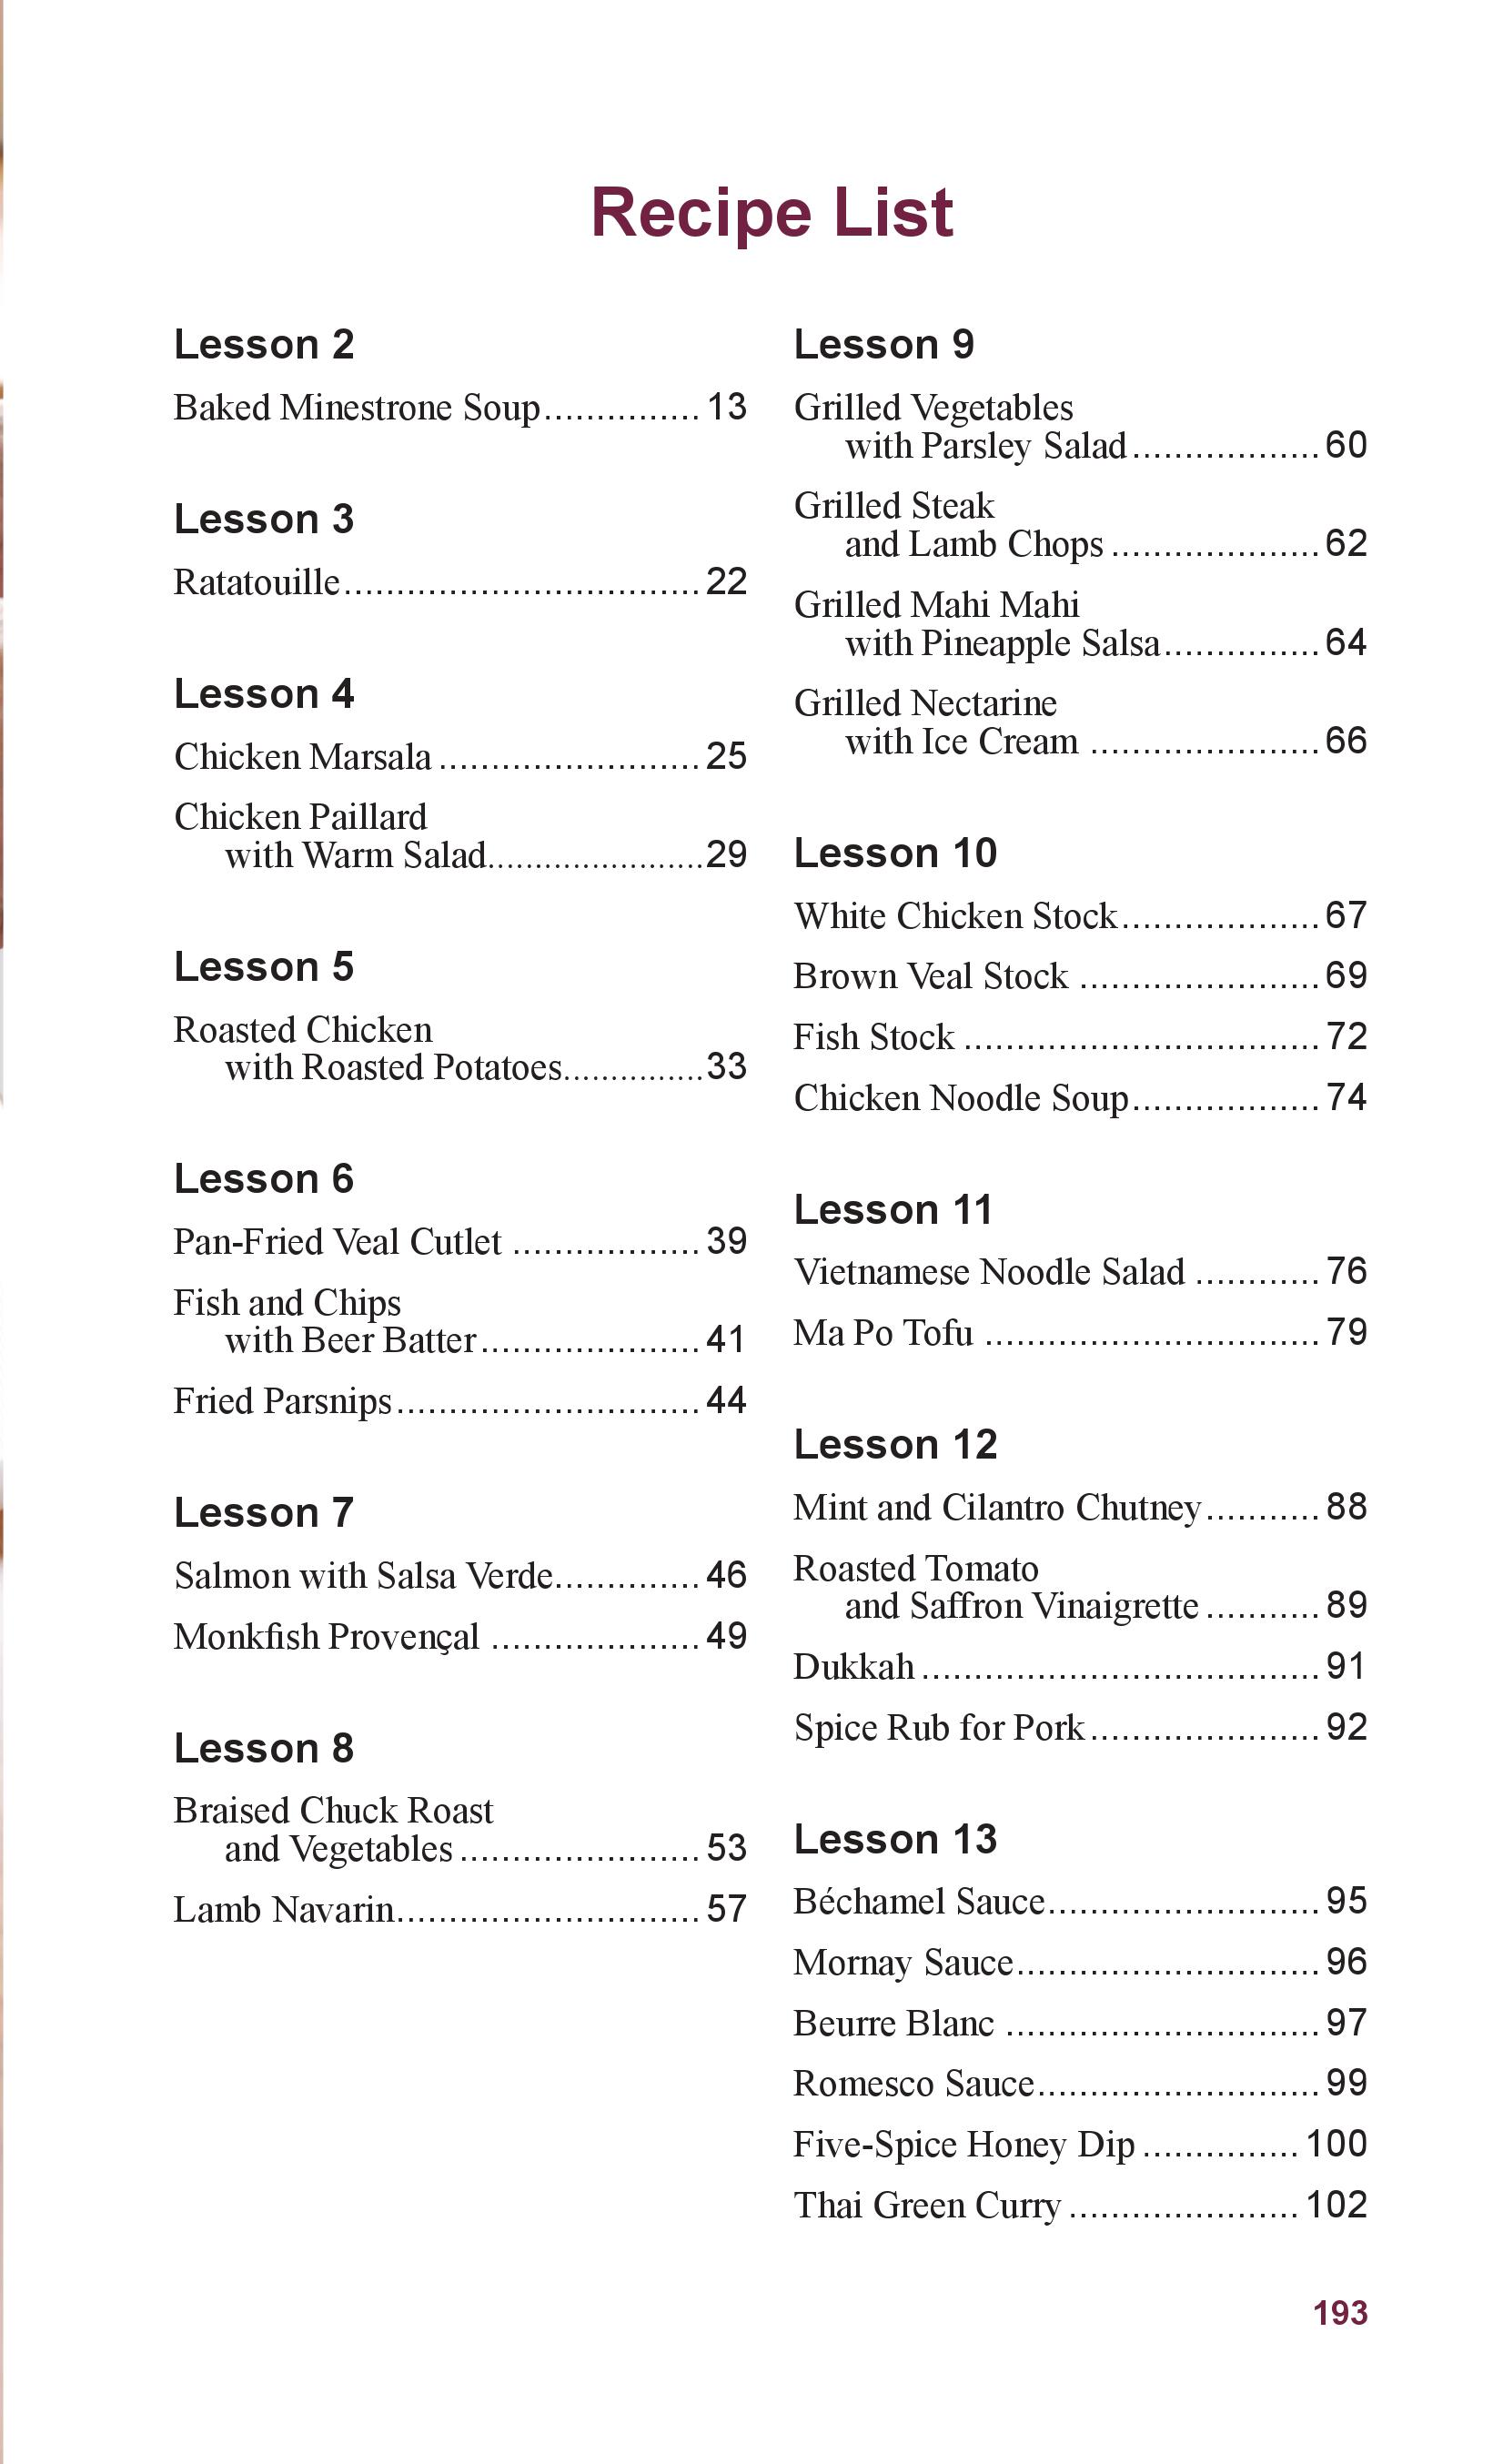 Recipe List
Lesson 2
Baked Minestrone Soup............... 13
Lesson 3
Ratatouille.................................. 22
Lesson 4
Chicken Marsala ......................... 25
Chicken Paillard
with Warm Salad.......................29
Lesson 5
Roasted Chicken
with Roasted Potatoes...............33
Lesson 6
Pan-Fried Veal Cutlet .................. 39
Fish and Chips
with Beer Batter..................... 41
Fried Parsnips............................. 44
Lesson 7
Salmon with Salsa Verde.............. 46
Monkfish Provençal .................... 49
Lesson 8
Braised Chuck Roast
and Vegetables ....................... 53
Lamb Navarin............................. 57
Lesson 9
Grilled Vegetables
with Parsley Salad .................. 60
Grilled Steak
and Lamb Chops .................... 62
Grilled Mahi Mahi
with Pineapple Salsa............... 64
Grilled Nectarine
with Ice Cream ...................... 66
Lesson 10
White Chicken Stock................... 67
Brown Veal Stock ....................... 69
Fish Stock .................................. 72
Chicken Noodle Soup.................. 74
Lesson 11
Vietnamese Noodle Salad ............ 76
Ma Po Tofu ................................ 79
Lesson 12
Mint and Cilantro Chutney........... 88
Roasted Tomato
and Saffron Vinaigrette ........... 89
Dukkah ...................................... 91
Spice Rub for Pork...................... 92
Lesson 13
Béchamel Sauce.......................... 95
Mornay Sauce............................. 96
Beurre Blanc .............................. 97
Romesco Sauce........................... 99
Five-Spice Honey Dip ............... 100
Thai Green Curry ...................... 102
193